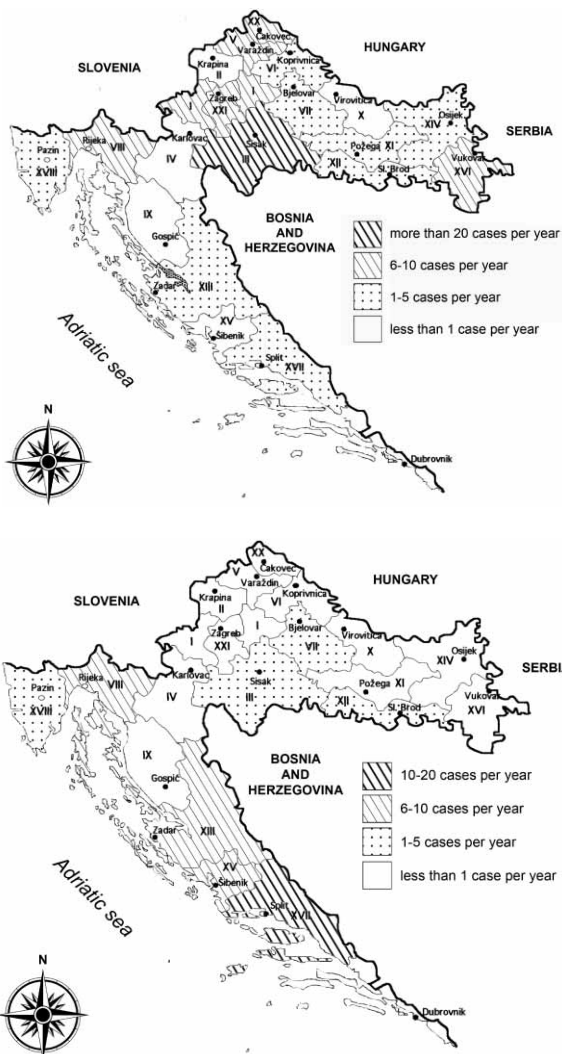 XX
Čakovec
HUNGARY
V
Varaždin
Koprivnica
SLOVENIA
Krapina
II
VI
Bjelovar
I
I
Zagreb
XXI
VII
Virovitica
X
Osijek
XIV
SERBIA
Rijeka
VIII
Karlovac
Sisak
III
Požega
XI
Vukovar
XVI
Pazin
XVIII
IV
XII
Sl. Brod
IX
Gospić
BOSNIA
AND
HERZEGOVINA
more than 20 cases per year
6-10 cases per year
1-5 cases per year
less than 1 case per year
Zadar
XIII
XV
Šibenik
Split
XVII
Adriatic sea
N
Dubrovnik
XX
Čakovec
HUNGARY
V
Varaždin
Koprivnica
SLOVENIA
Krapina
II
VI
Bjelovar
I
I
Zagreb
XXI
VII
Virovitica
X
Osijek
XIV
SERBI
Rijeka
VIII
Karlovac
Sisak
III
Požega
XI
Vukovar
XVI
Pazin
XVIII
IV
XII
Sl. Brod
IX
Gospić
BOSNIA
AND
HERZEGOVINA
10-20 cases per year
6-10 cases per year
1-5 cases per year
less than 1 case per year
Zadar
XIII
XV
Šibenik
Split
XVII
Adriatic sea
N
Dubrovnik